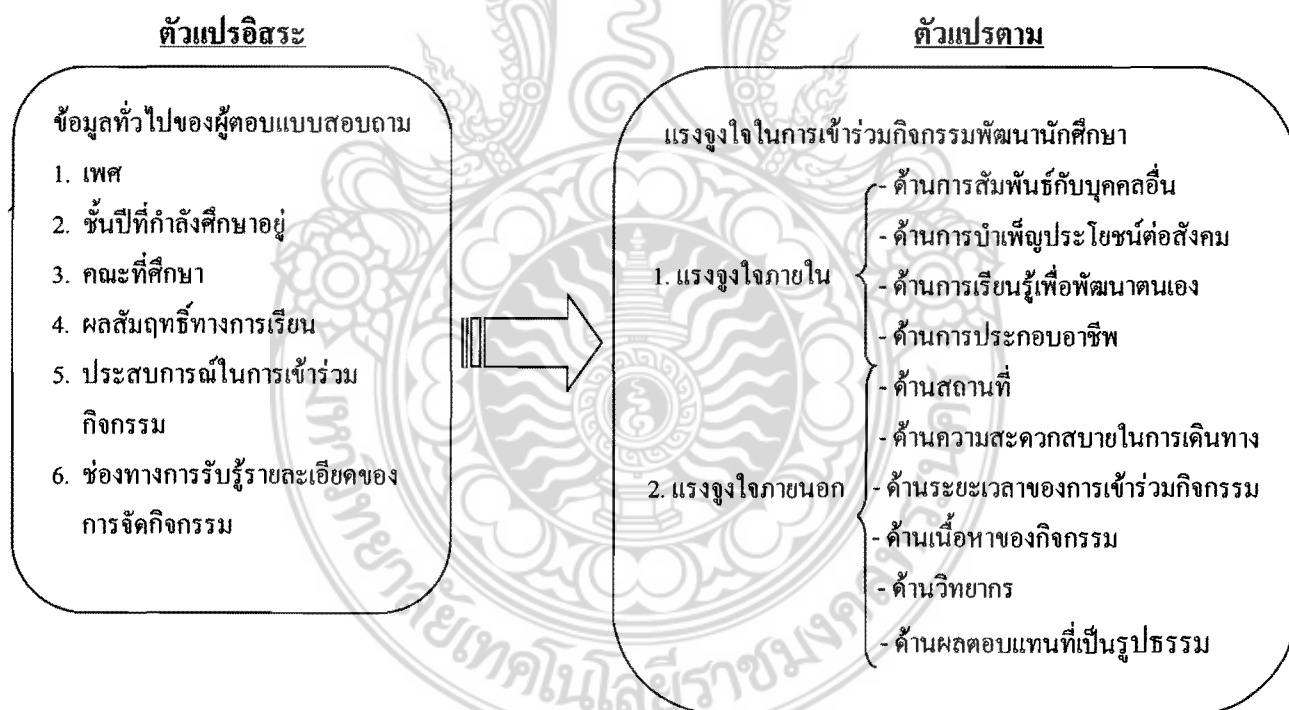 ตัวแปรอิสระ
ข้อมูลทั่วไปของผู้ตอบแบบสอบถาม
1. เพศ
2. ชั้นปีที่กำลังศึกษาอยู่
3. คณะที่ศึกษา
4. ผลสัมฤทธิ์ทางการเรียน
5. ประสบการณ์ในการเข้าร่วม
กิจกรรม
6. ช่องทางการรับรู้รายละเอียดของ
การจัดกิจกรรม
ตัวแปรตาม
แรงจูงใจในการเข้าร่วมกิจกรรมพัฒนานักศึกษา
1. แรงจูงใจภายใน
- ด้านการสัมพันธ์กับบุคคลอื่น
- ด้านการบำเพ็ญประโยชน์ต่อสังคม
- ด้านการเรียนรู้เพื่อพัฒนาตนเอง
- ด้านการประกอบอาชีพ
2. แรงจูงใจภายนอก
- ด้านสถานที่
- ด้านความสะดวกสบายในการเดินทาง
- ด้านระยะเวลาของการเข้าร่วมกิจกรรม
- ด้านเนื้อหาของกิจกรรม
- ด้านวิทยากร
- ด้านผลตอบแทนที่เป็นรูปธรรม